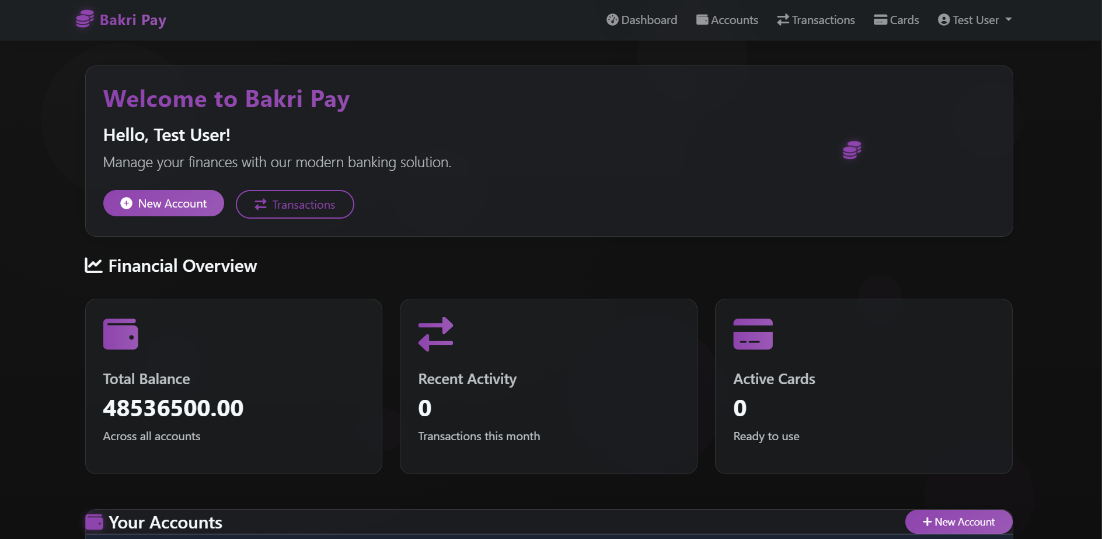 Bakri Pay
Dashboard Accounts Transactions Cards Test User
Welcome to Bakri Pay
Hello, Test User!
Manage your finances with our modern banking solution.
New Account Transactions
Financial Overview
Total Balance
48536500.00
Across all accounts
Recent Activity
0
Transactions this month
Active Cards
0
Ready to use
Your Accounts
+ New Account